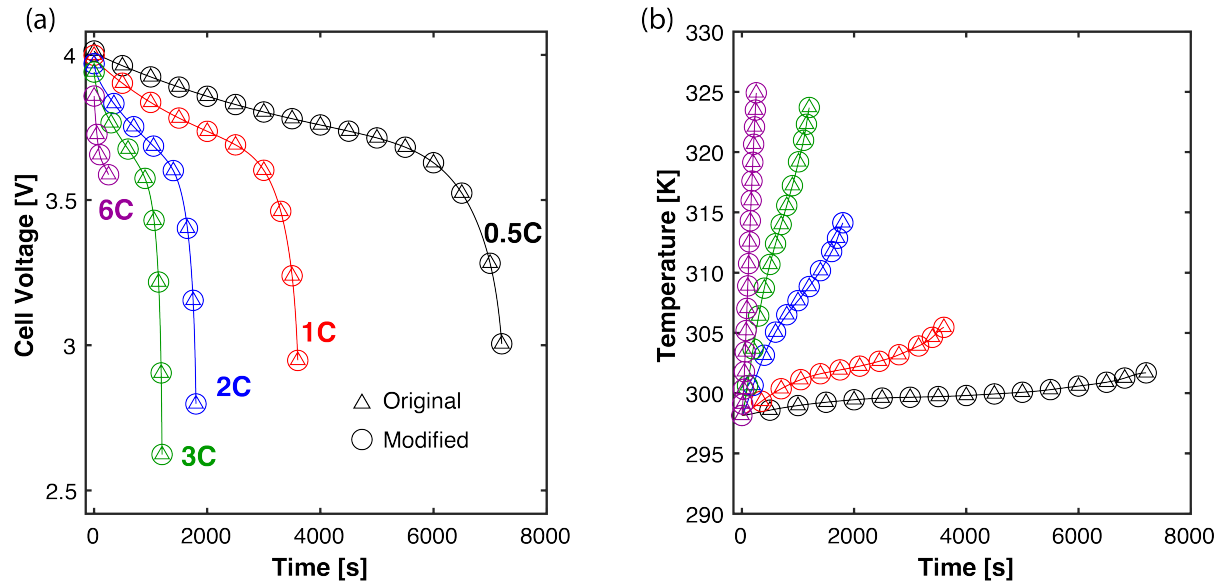 (a)
4
3.5
3
2.5
Cell Voltage [V]
6C
0.5C
1C
2C
3C
Original
Modified
0 2000 4000 6000 8000
Time [s]
(b)
330
325
320
315
310
305
300
295
290
Temperature [K]
0 2000 4000 6000 8000
Time [s]